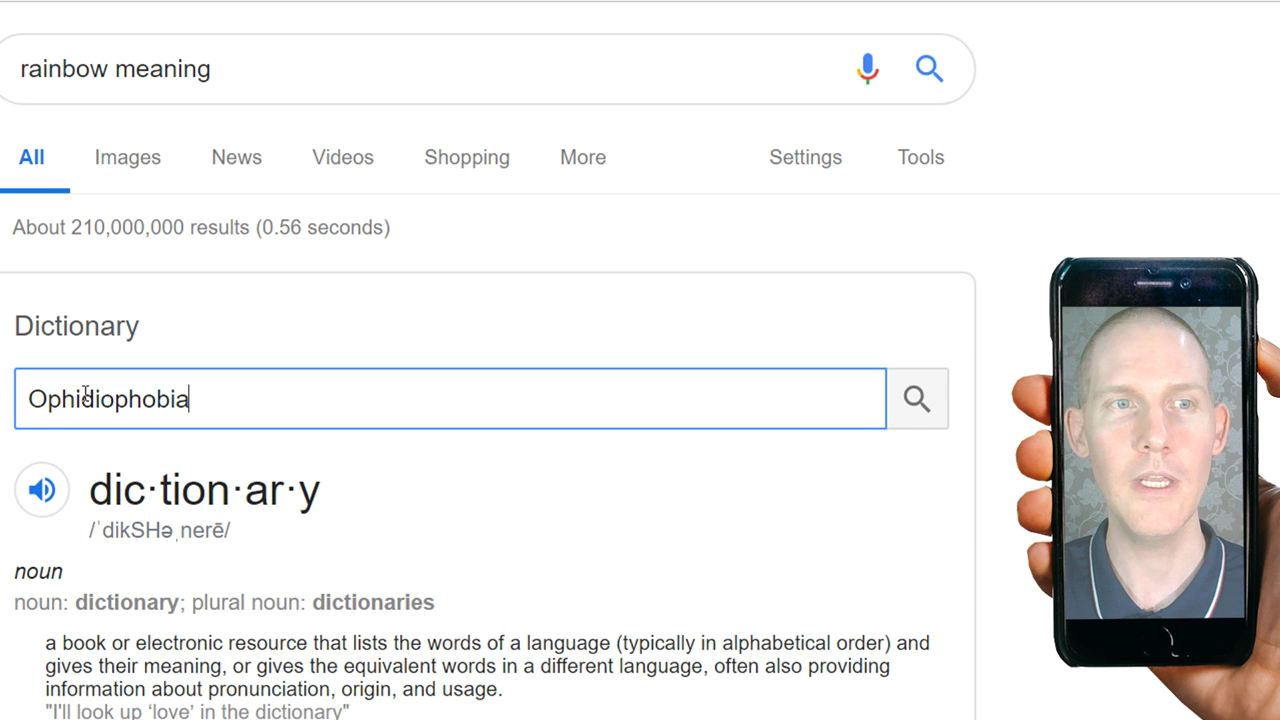 rainbow meaning
All Images News Videos Shopping More Settings Tools
About 210,000,000 results (0.56 seconds)
Dictionary
Ophidiophobia
dic·tion·ar·y
/ˈdikSHəˌnerē/
noun
noun: dictionary; plural noun: dictionaries
a book or electronic resource that lists the words of a language (typically in alphabetical order) and
gives their meaning, or gives the equivalent words in a different language, often also providing
information about pronunciation, origin, and usage.
"I'll look up ‘love’ in the dictionary"